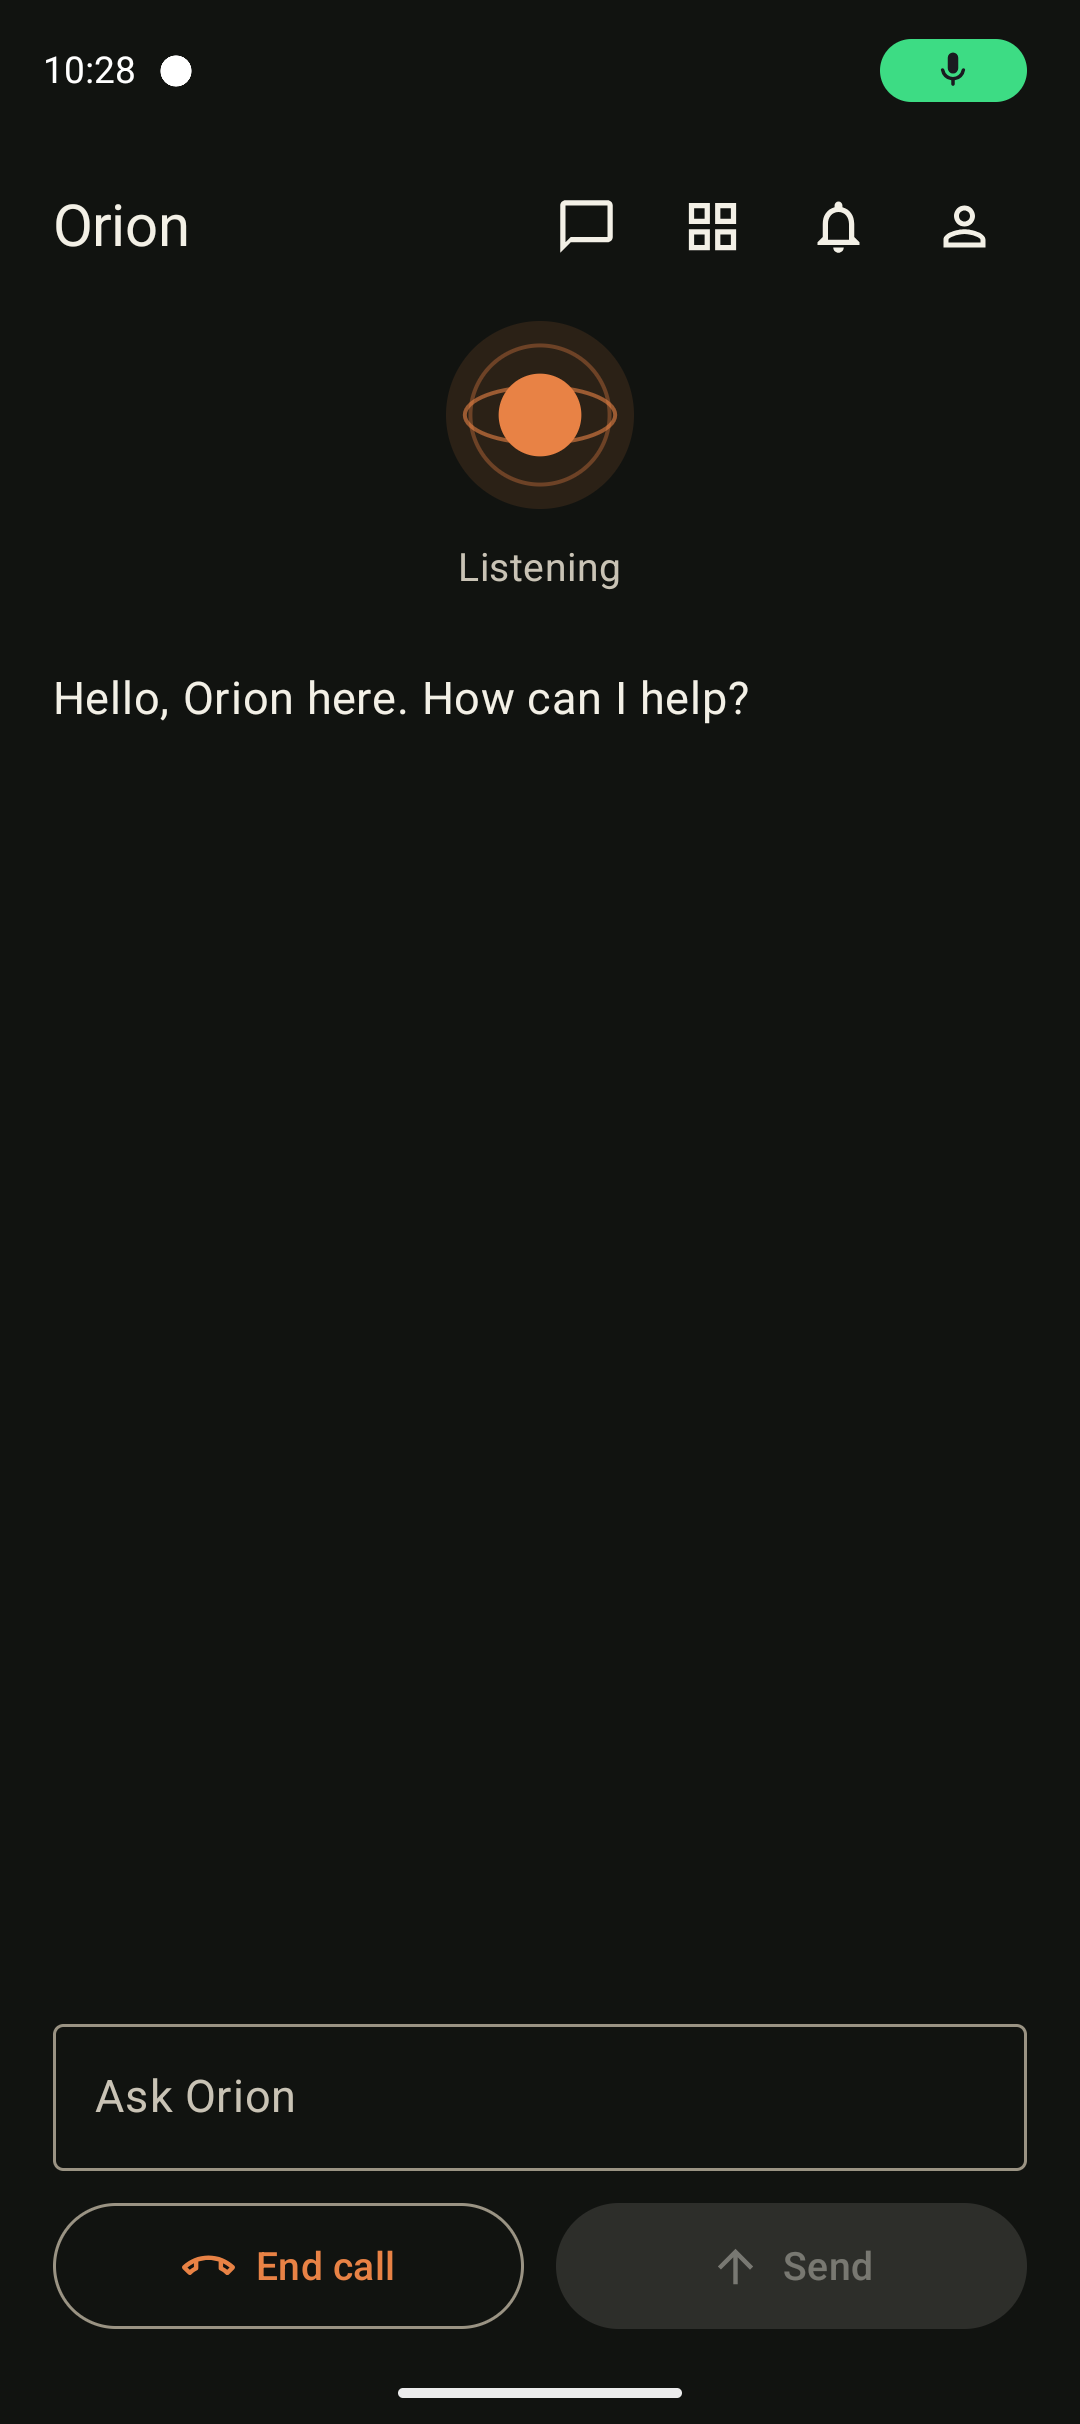 10:28
Orion
Listening
Hello, Orion here. How can I help?
Ask Orion
End call
Send